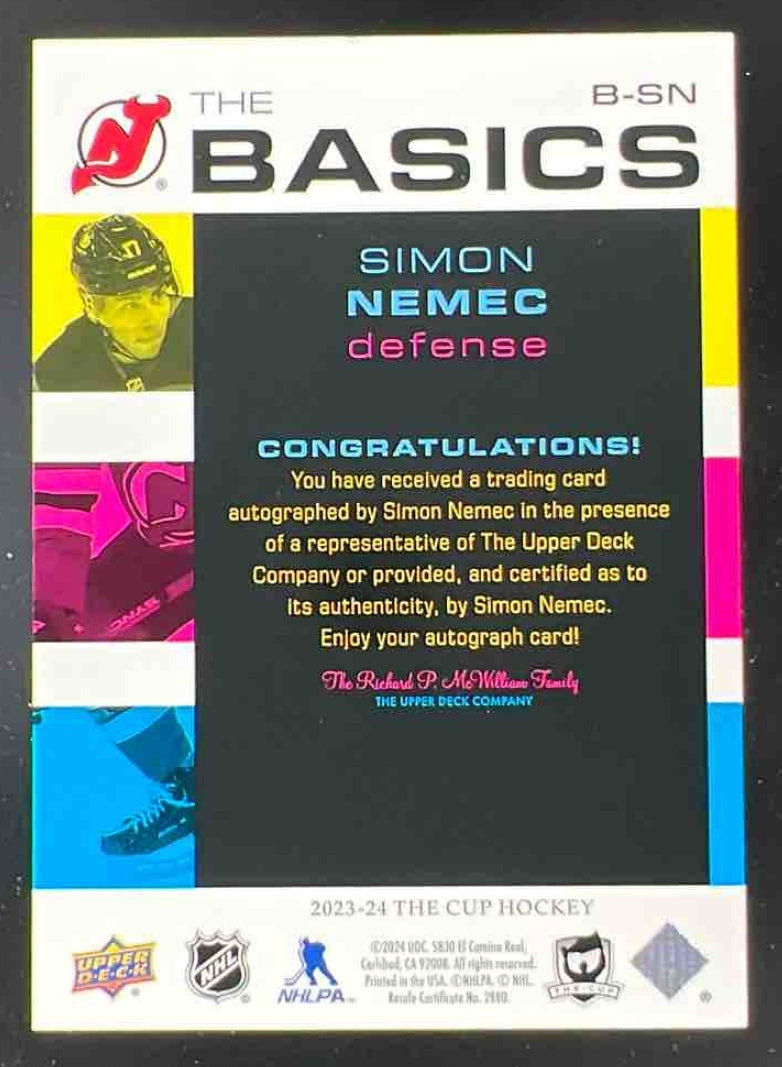 THE
B-SN
BASICS
17
SIMON
NEMEC
defense
CONGRATULATIONS!
You have received a trading card
autographed by Simon Nemec in the presence
of a representative of The Upper Deck
Company or provided, and certified as to
its authenticity, by Simon Nemec.
Enjoy your autograph card!
The Richard P. McWilliam Family
THE UPPER DECK COMPANY
2023-24 THE CUP HOCKEY
©2024 UDC. 5830 El Camino Real,
Carlsbad, CA 92008. All rights reserved.
Printed in the USA. ©NHLPA. © NHL.
Resale Certificate No. 2980.
UPPER
D·E·C·K
NHL
NHLPA
THE CUP